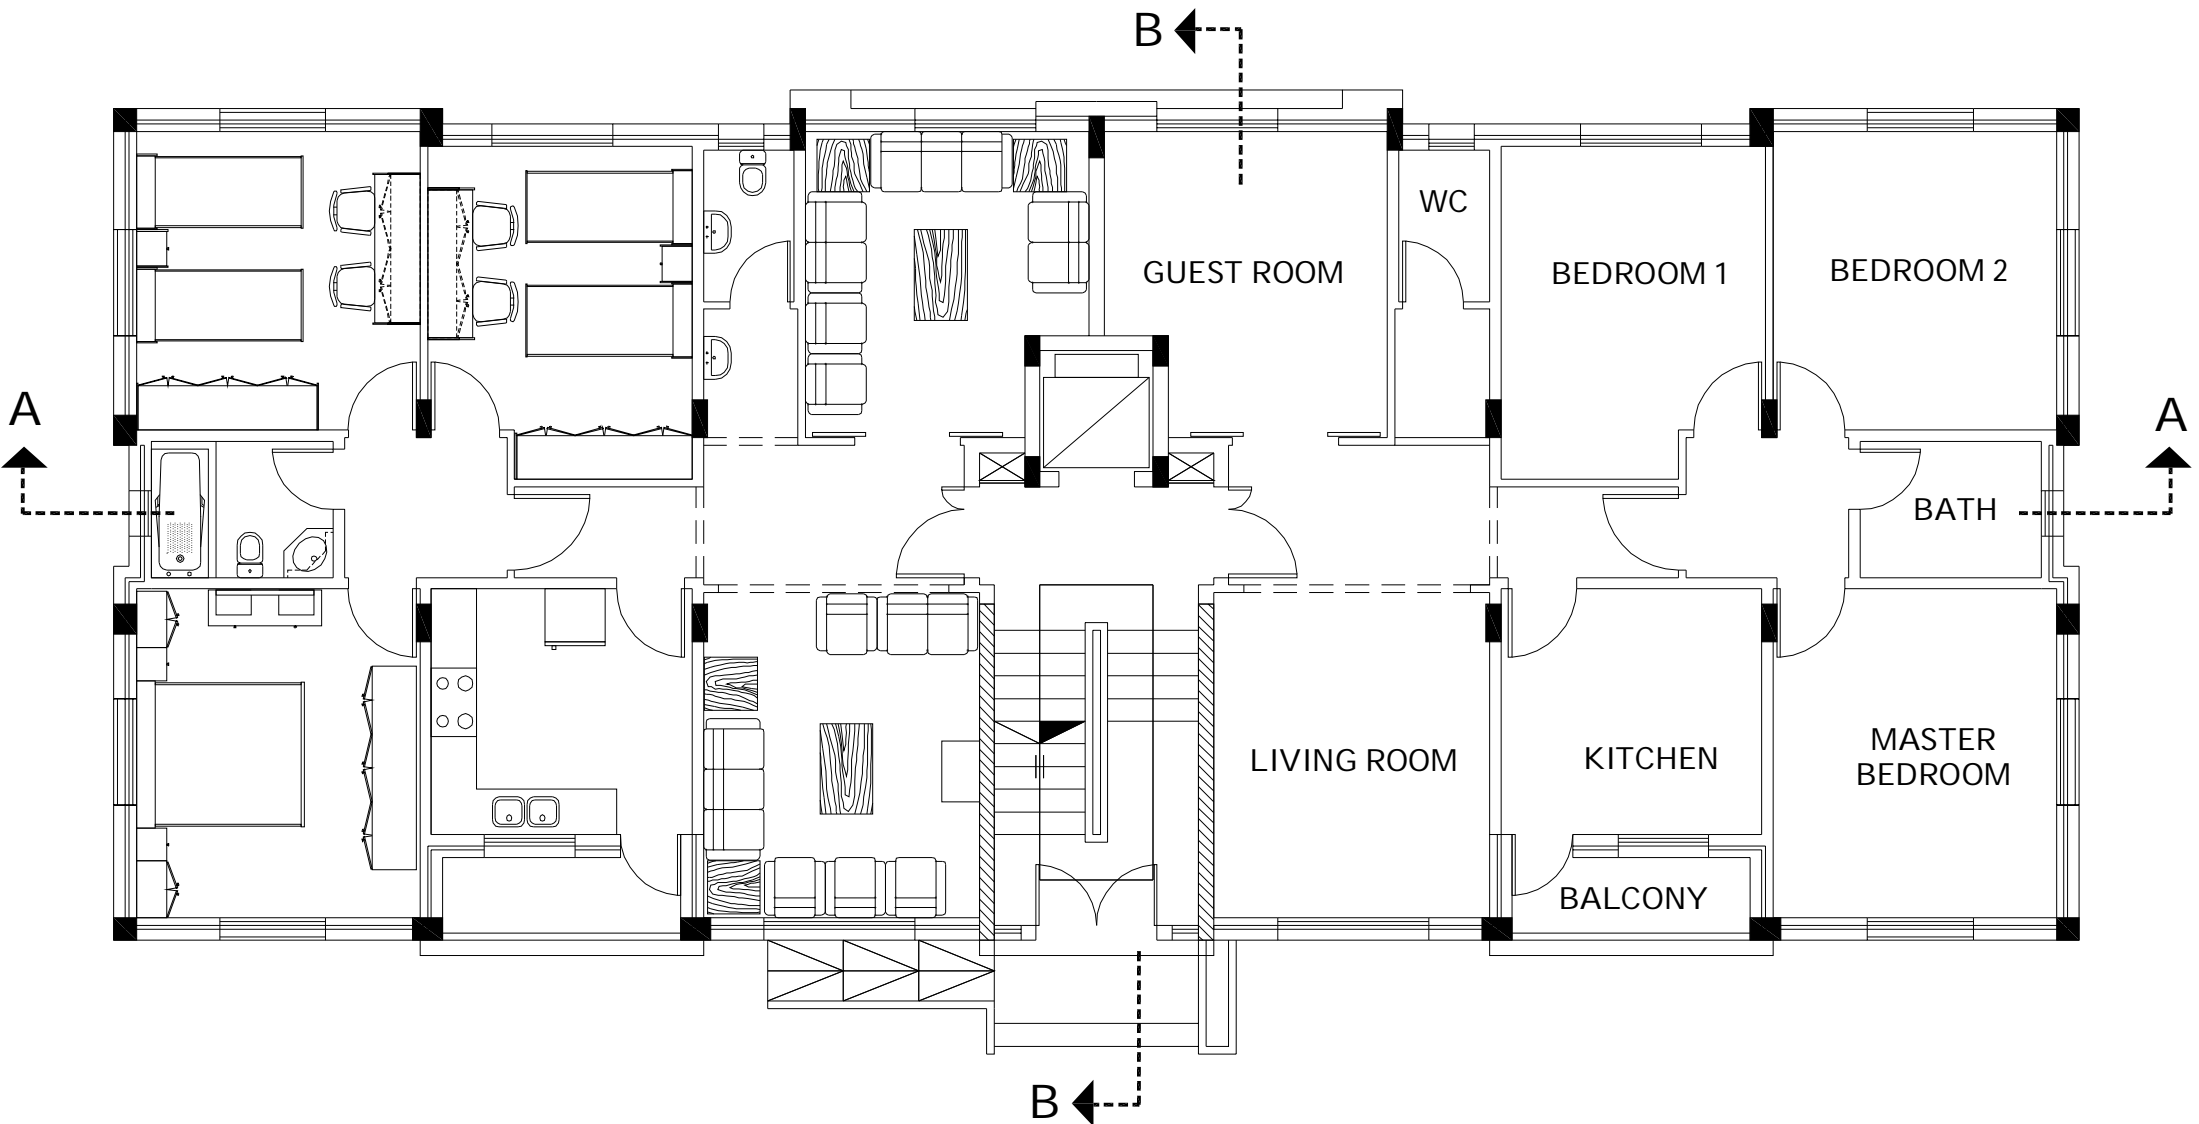 B
A
A
WC
GUEST ROOM
BEDROOM 1
BEDROOM 2
BATH
LIVING ROOM
KITCHEN
MASTER
BEDROOM
BALCONY
B